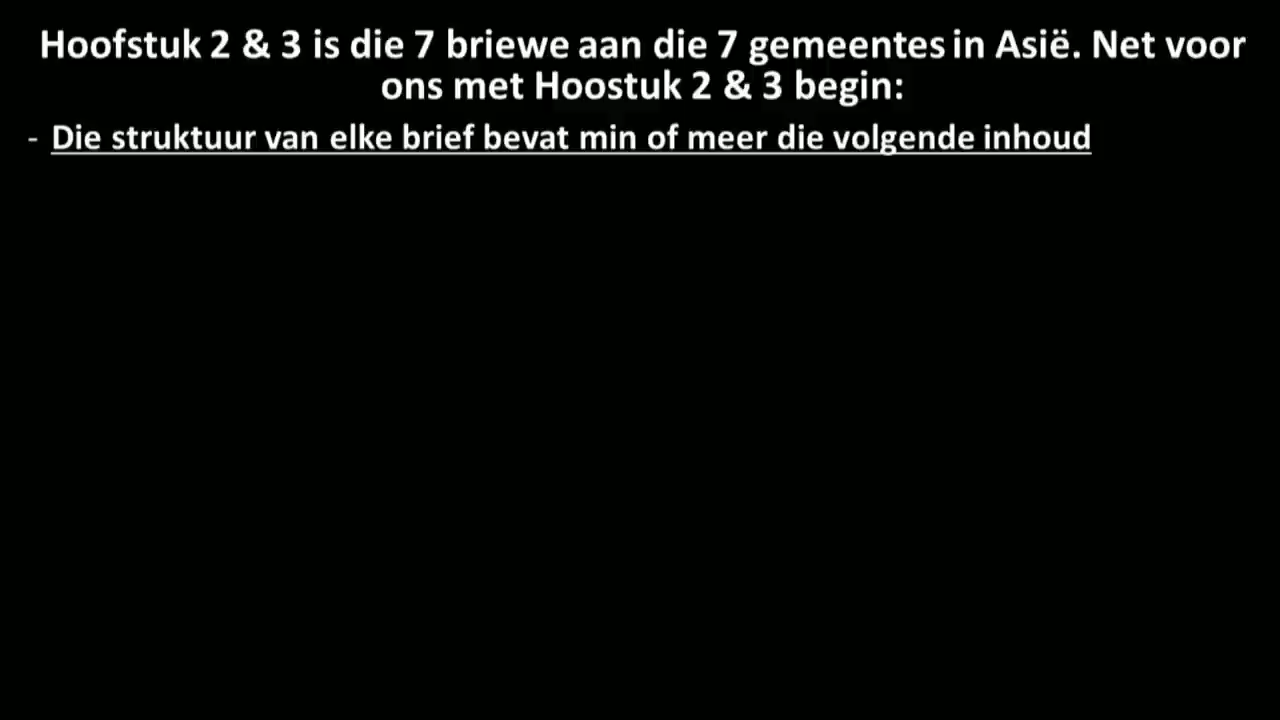 Hoofstuk 2 & 3 is die 7 briewe aan die 7 gemeentes in Asië. Net voor
ons met Hoostuk 2 & 3 begin:
- Die struktuur van elke brief bevat min of meer die volgende inhoud